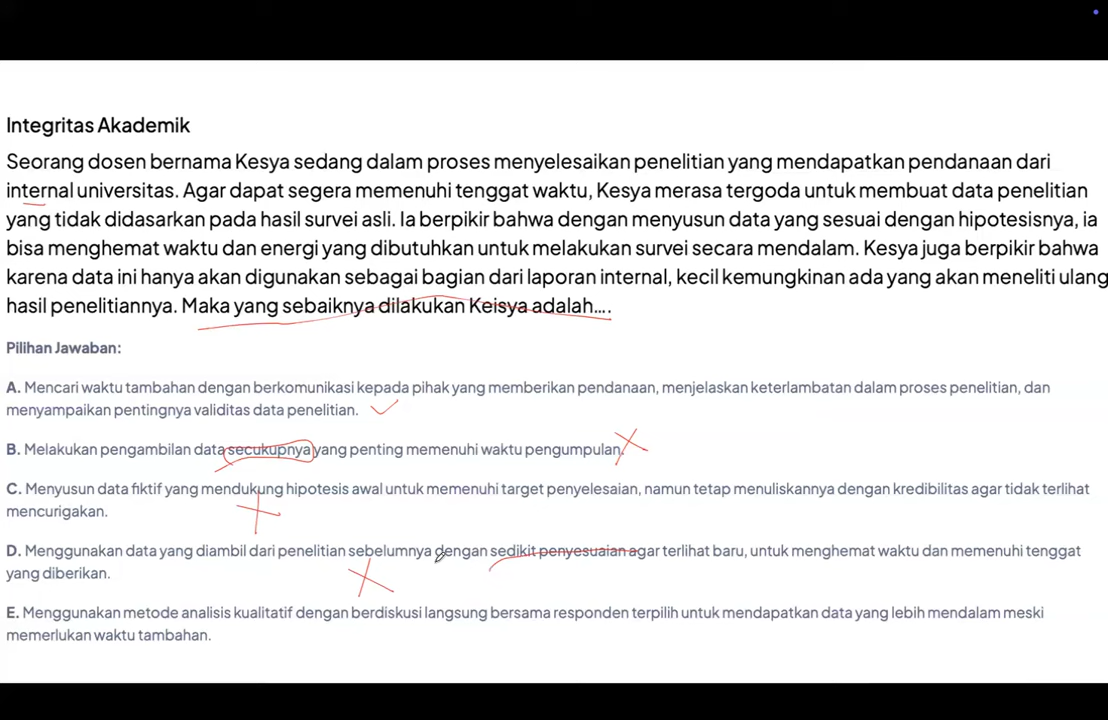 Integritas Akademik
Seorang dosen bernama Kesya sedang dalam proses menyelesaikan penelitian yang mendapatkan pendanaan dari
internal universitas. Agar dapat segera memenuhi tenggat waktu, Kesya merasa tergoda untuk membuat data penelitian
yang tidak didasarkan pada hasil survei asli. Ia berpikir bahwa dengan menyusun data yang sesuai dengan hipotesisnya, ia
bisa menghemat waktu dan energi yang dibutuhkan untuk melakukan survei secara mendalam. Kesya juga berpikir bahwa
karena data ini hanya akan digunakan sebagai bagian dari laporan internal, kecil kemungkinan ada yang akan meneliti ulang
hasil penelitiannya. Maka yang sebaiknya dilakukan Keisya adalah....
Pilihan Jawaban:
A. Mencari waktu tambahan dengan berkomunikasi kepada pihak yang memberikan pendanaan, menjelaskan keterlambatan dalam proses penelitian, dan
menyampaikan pentingnya validitas data penelitian.
B. Melakukan pengambilan data secukupnya yang penting memenuhi waktu pengumpulan.
C. Menyusun data fiktif yang mendukung hipotesis awal untuk memenuhi target penyelesaian, namun tetap menuliskannya dengan kredibilitas agar tidak terlihat
mencurigakan.
D. Menggunakan data yang diambil dari penelitian sebelumnya dengan sedikit penyesuaian agar terlihat baru, untuk menghemat waktu dan memenuhi tenggat
yang diberikan.
E. Menggunakan metode analisis kualitatif dengan berdiskusi langsung bersama responden terpilih untuk mendapatkan data yang lebih mendalam meski
memerlukan waktu tambahan.